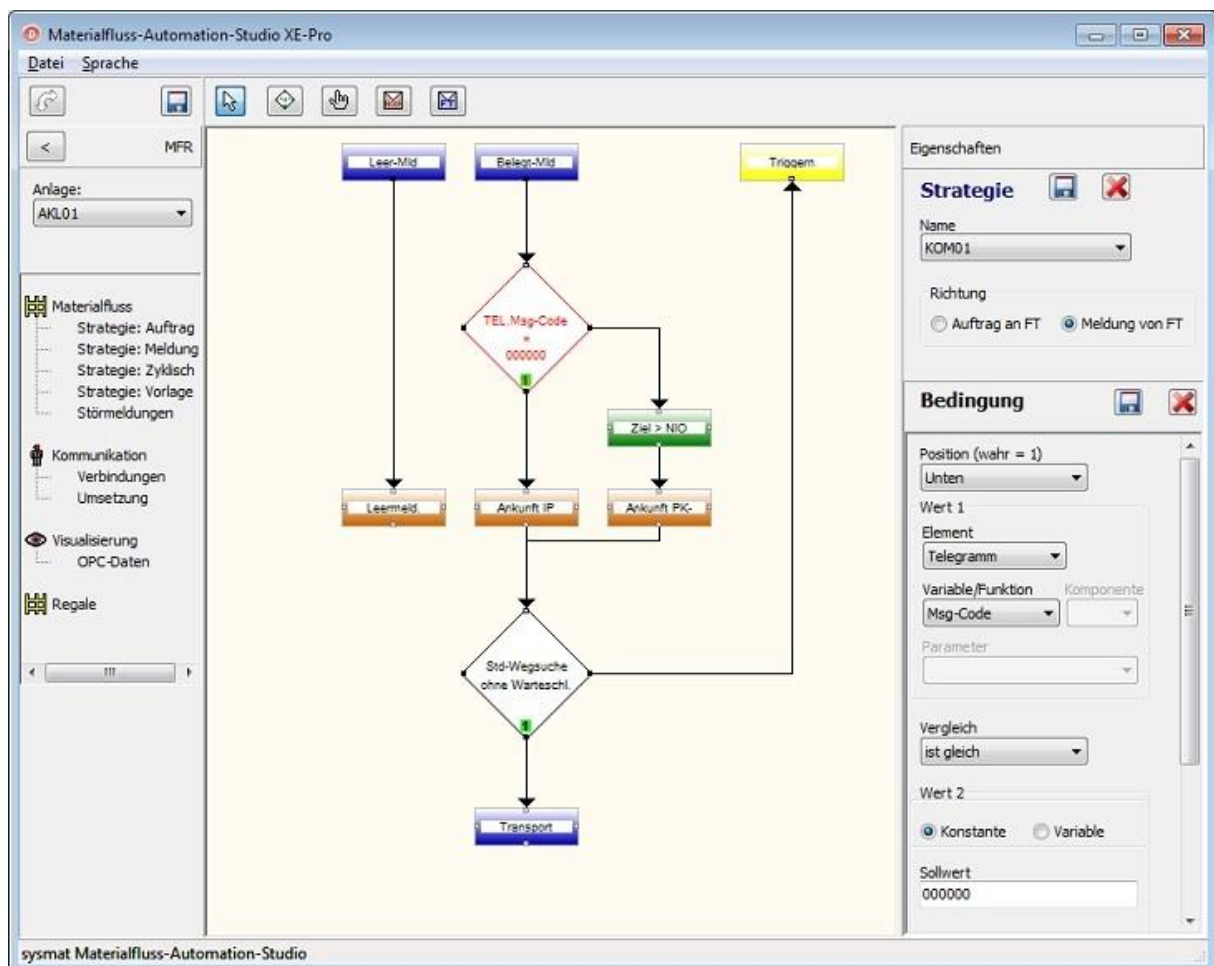 Materialfluss-Automation-Studio XE-Pro
Datei Sprache
< MFR
Anlage:
AKL01
Materialfluss
Strategie: Auftrag
Strategie: Meldung
Strategie: Zyklisch
Strategie: Vorlage
Störmeldungen
Kommunikation
Verbindungen
Umsetzung
Visualisierung
OPC-Daten
Regale
Leer-Mld
Belegt-Mld
Triggern
TEL.Msg-Code
=
000000
1
Ziel > NIO
Leermeld.
Ankunft IP
Ankunft PK-
Std-Wegsuche
ohne Warteschl.
1
Transport
Eigenschaften
Strategie
Name
KOM01
Richtung
Auftrag an FT Meldung von FT
Bedingung
Position (wahr = 1)
Unten
Wert 1
Element
Telegramm
Variable/Funktion Komponente
Msg-Code
Parameter
Vergleich
ist gleich
Wert 2
Konstante Variable
Sollwert
000000
sysmat Materialfluss-Automation-Studio